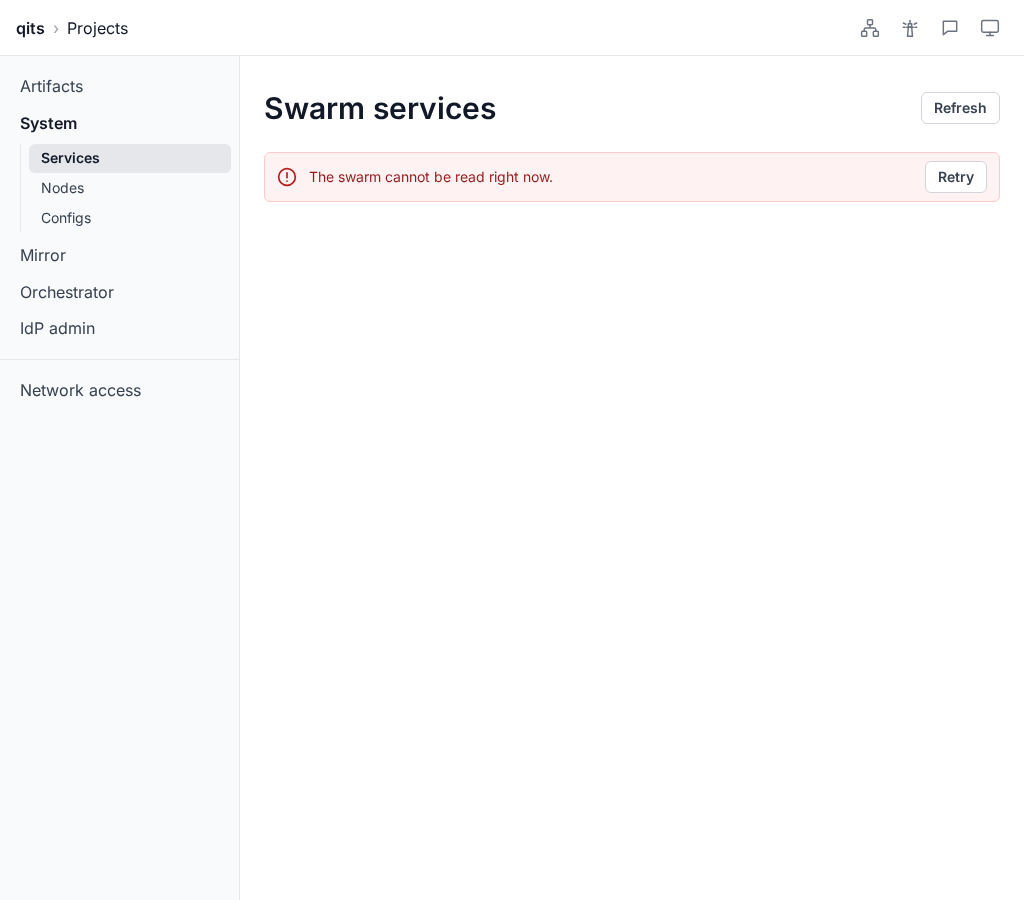 qits › Projects
Artifacts
System
Services
Nodes
Configs
Mirror
Orchestrator
IdP admin
Network access
Swarm services
Refresh
The swarm cannot be read right now.
Retry